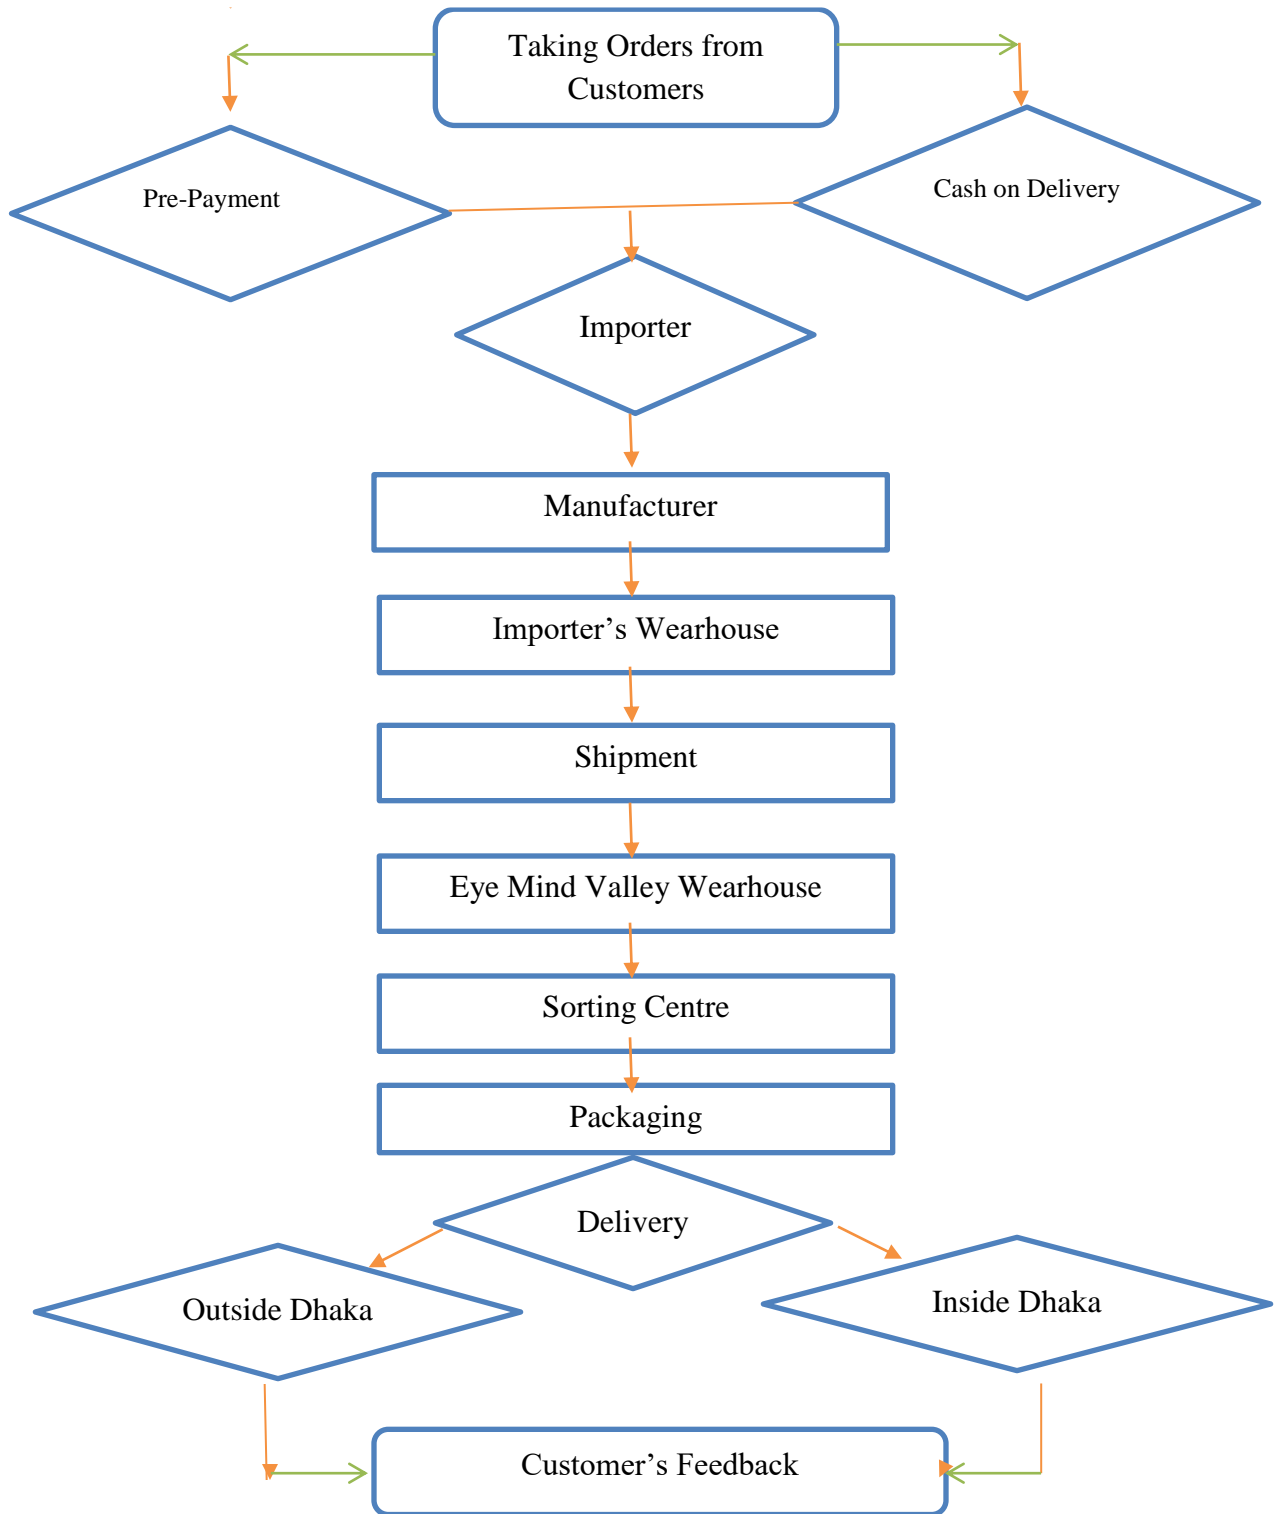 Taking Orders from
Customers
Pre-Payment
Cash on Delivery
Importer
Manufacturer
Importer’s Wearhouse
Shipment
Eye Mind Valley Wearhouse
Sorting Centre
Packaging
Delivery
Outside Dhaka
Inside Dhaka
Customer’s Feedback